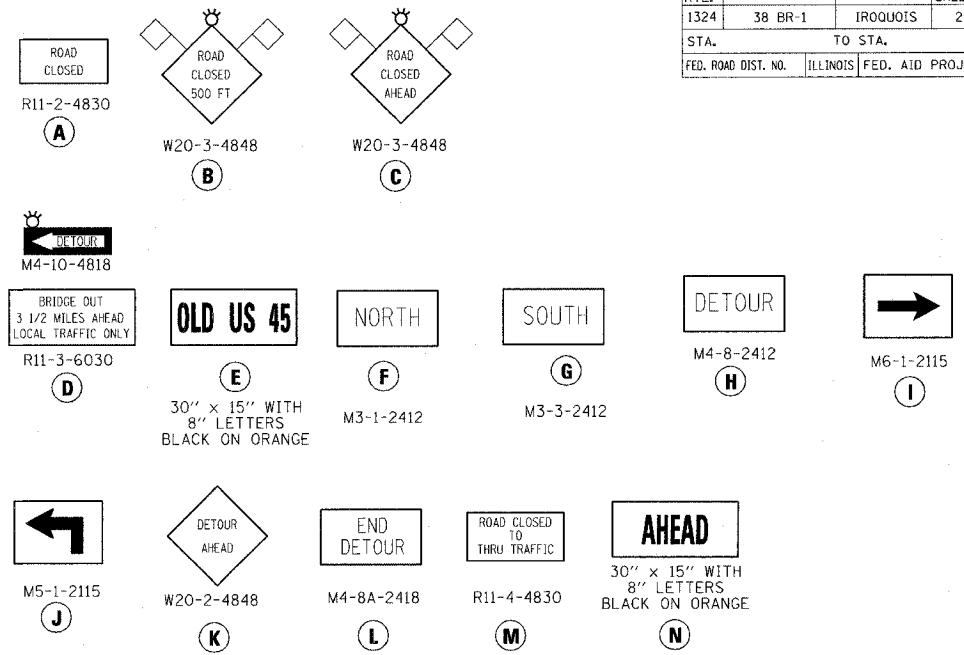 1324 38 BR-1 IROQUOIS 2
STA. TO STA.
FED. ROAD DIST. NO. ILLINOIS FED. AID PROJ
ROAD
CLOSED
R11-2-4830
A
ROAD
CLOSED
500 FT
W20-3-4848
B
ROAD
CLOSED
AHEAD
W20-3-4848
C
DETOUR
M4-10-4818
BRIDGE OUT
3 1/2 MILES AHEAD
LOCAL TRAFFIC ONLY
R11-3-6030
D
OLD US 45
E
30" x 15" WITH
8" LETTERS
BLACK ON ORANGE
NORTH
F
M3-1-2412
SOUTH
G
M3-3-2412
DETOUR
M4-8-2412
H
M6-1-2115
I
M5-1-2115
J
DETOUR
AHEAD
W20-2-4848
K
END
DETOUR
M4-8A-2418
L
ROAD CLOSED
TO
THRU TRAFFIC
R11-4-4830
M
AHEAD
30" x 15" WITH
8" LETTERS
BLACK ON ORANGE
N